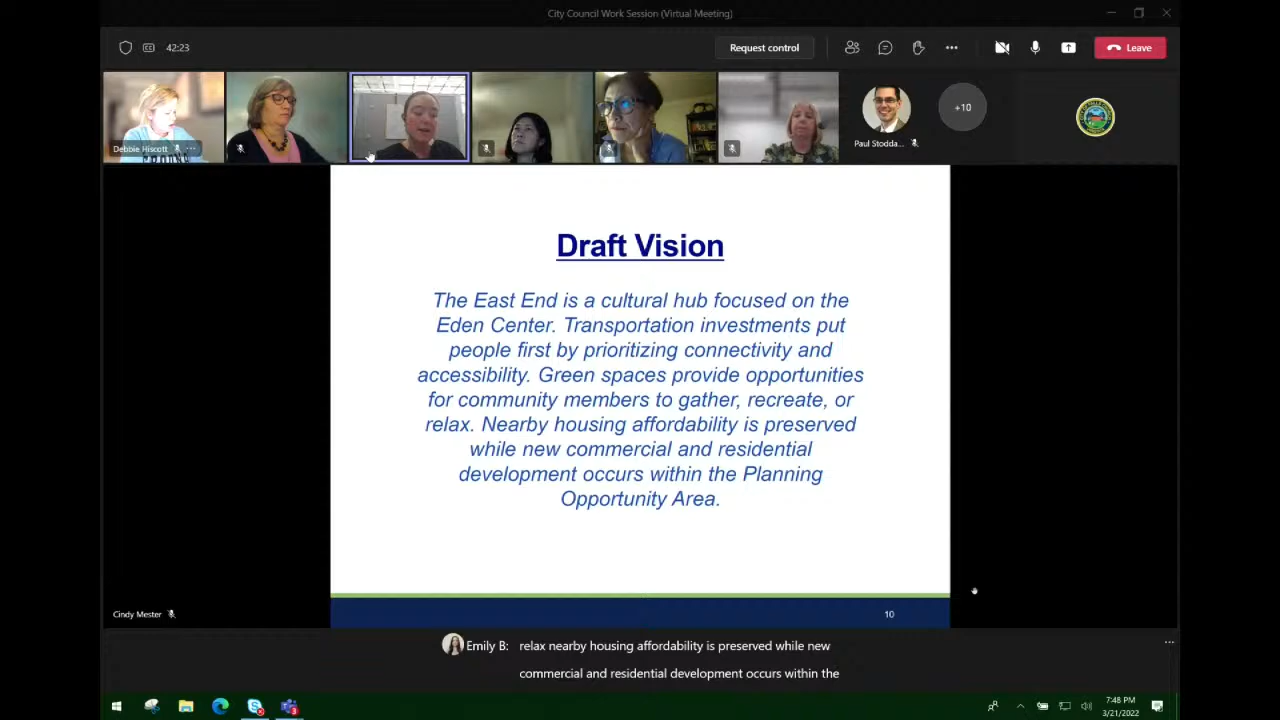 City Council Work Session (Virtual Meeting)
42:23
Request control
Leave
Debbie Hiscott
Paul Stodda...
+10
Draft Vision
The East End is a cultural hub focused on the
Eden Center. Transportation investments put
people first by prioritizing connectivity and
accessibility. Green spaces provide opportunities
for community members to gather, recreate, or
relax. Nearby housing affordability is preserved
while new commercial and residential
development occurs within the Planning
Opportunity Area.
Cindy Mester
10
Emily B: relax nearby housing affordability is preserved while new
commercial and residential development occurs within the
7:48 PM
3/21/2022